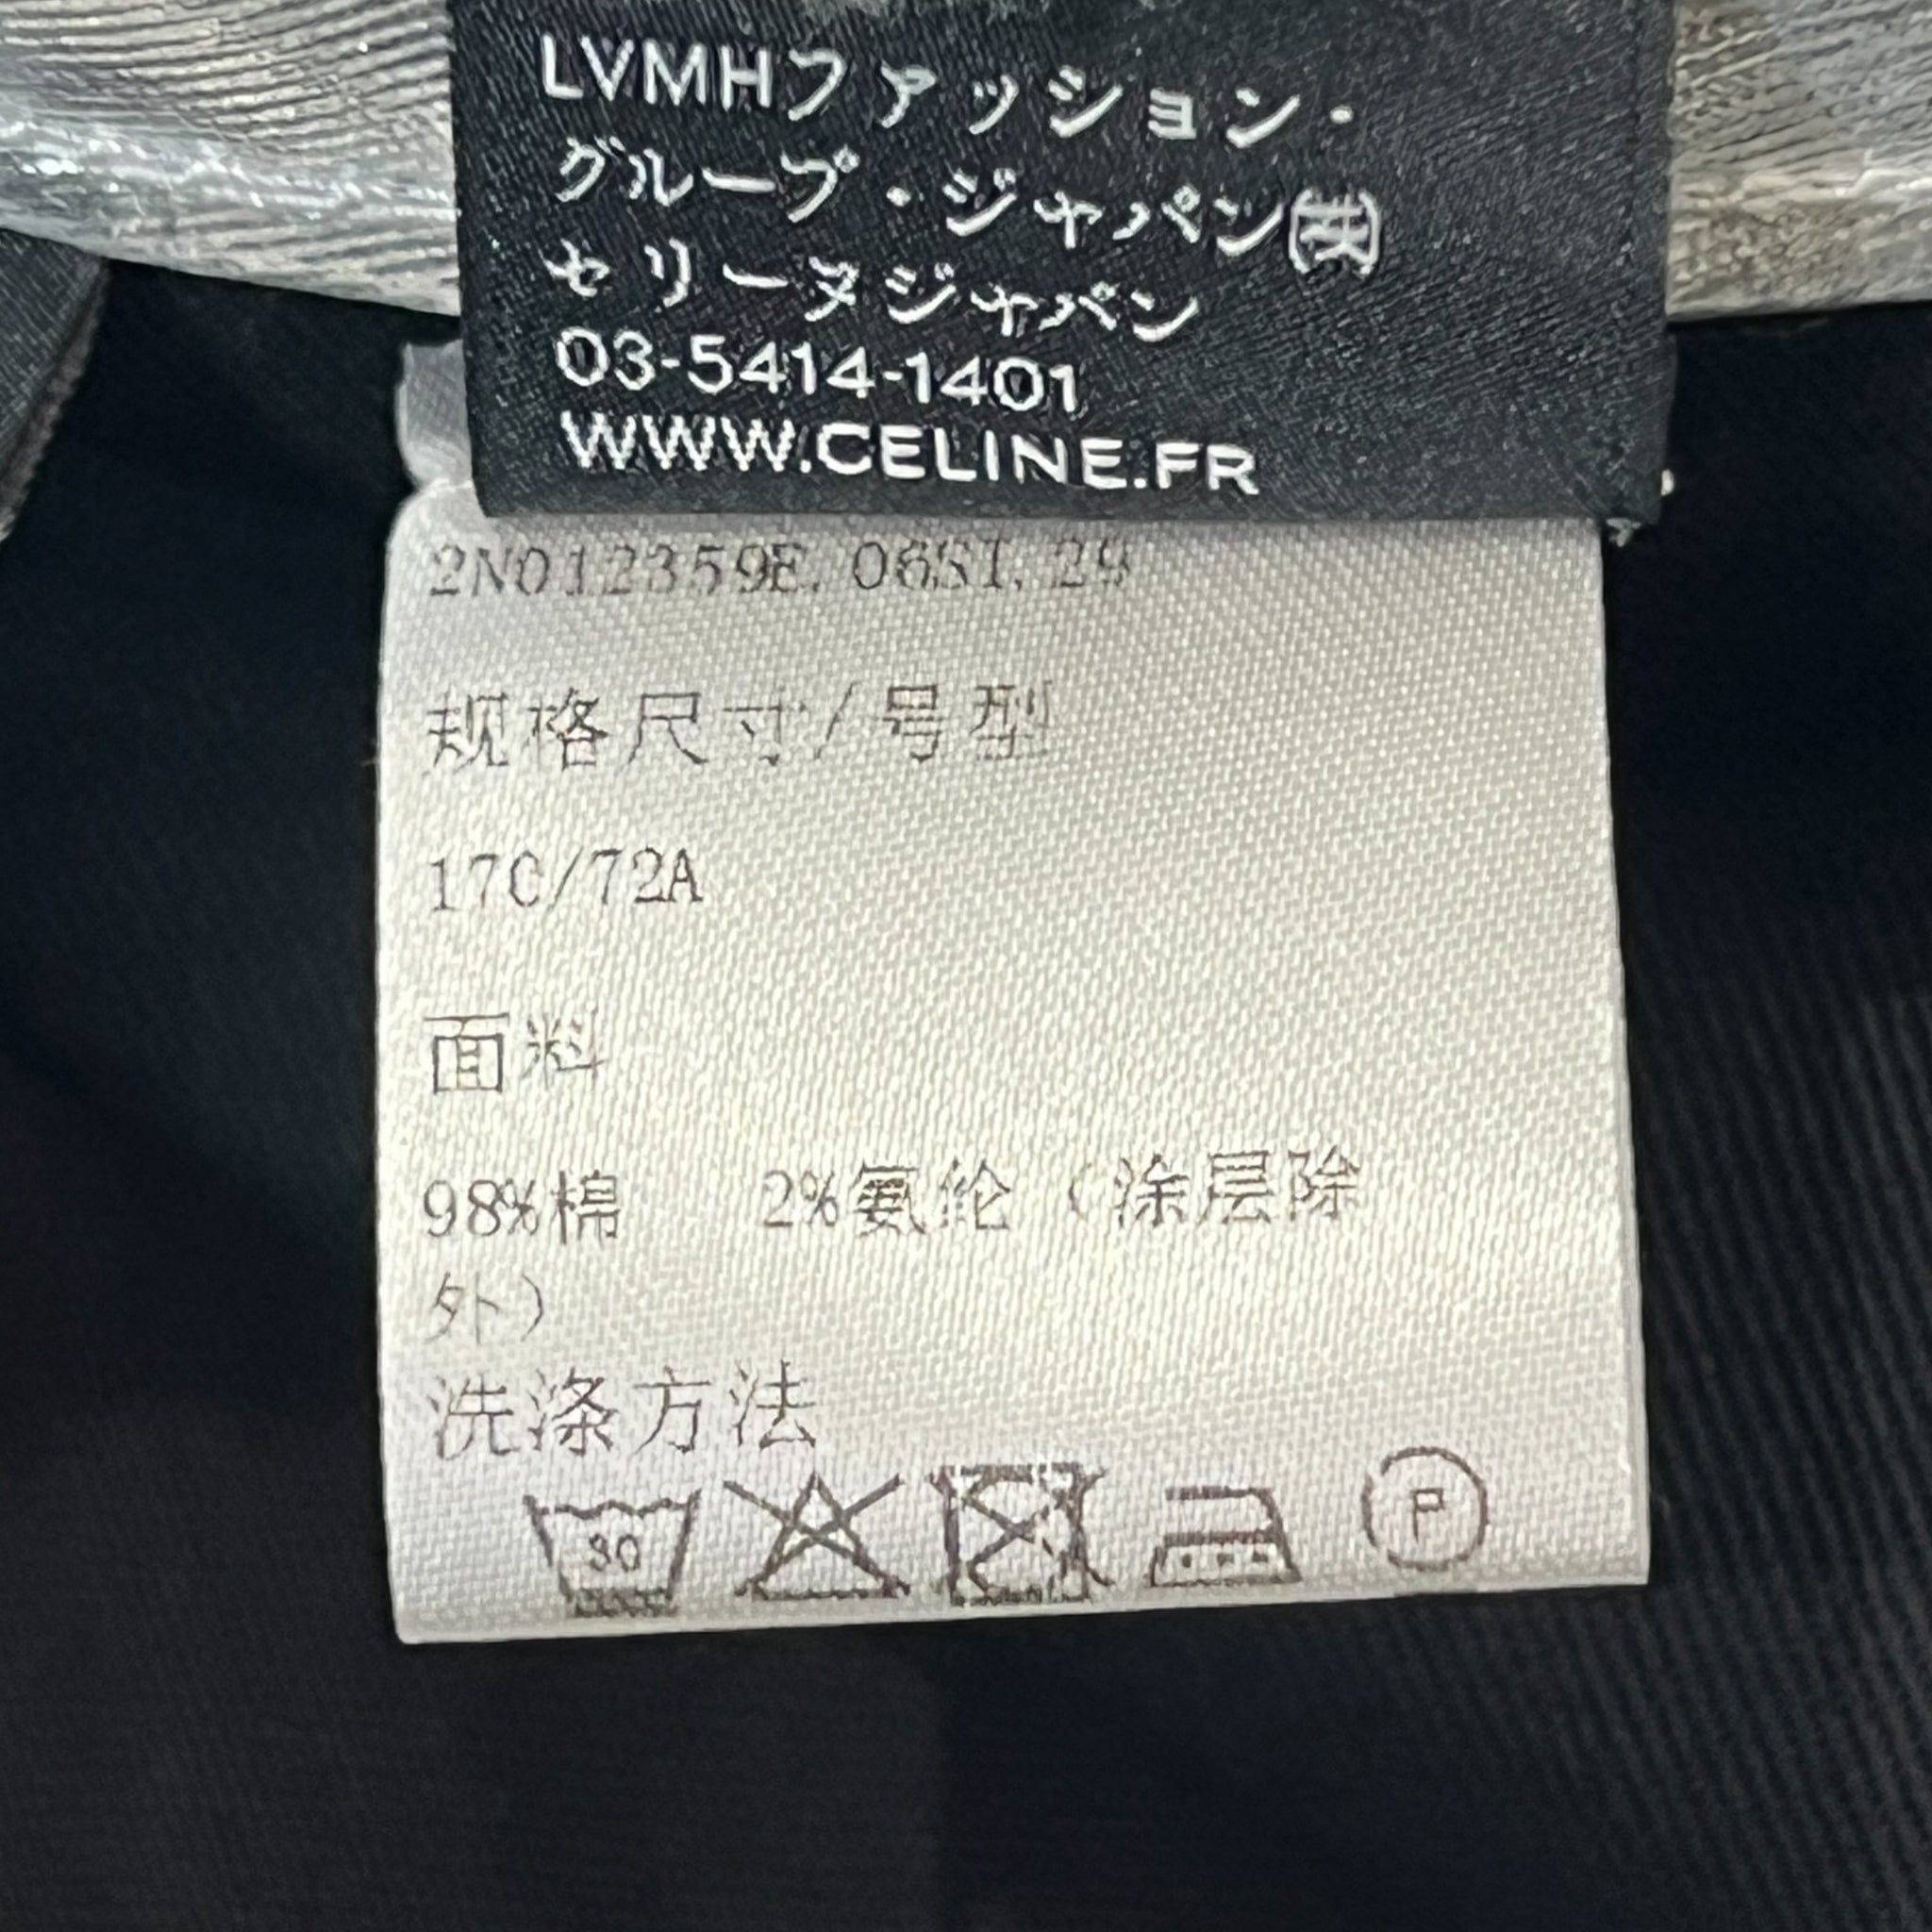 LVMHファッション・
グループ・ジャパン㈱
セリーヌジャパン
03-5414-1401
WWW.CELINE.FR
2N012359E.06SI.29
规格尺寸/号型
170/72A
面料
98%棉 2%氨纶（涂层除
外）
洗涤方法
30
P